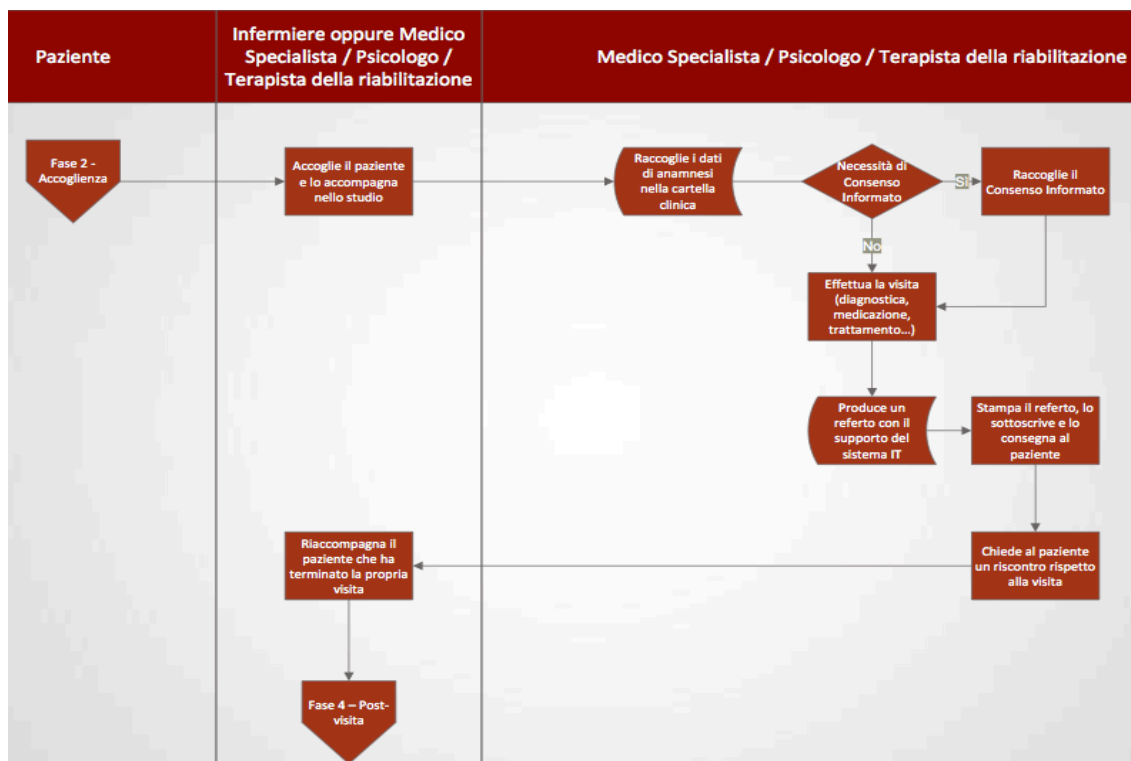 Paziente
Infermiere oppure Medico
Specialista / Psicologo /
Terapista della riabilitazione
Medico Specialista / Psicologo / Terapista della riabilitazione
Fase 2 -
Accoglienza
Accoglie il paziente
e lo accompagna
nello studio
Raccoglie i dati
di anamnesi
nella cartella
clinica
Necessità di
Consenso
Informato
Sì
Raccoglie il
Consenso Informato
No
Effettua la visita
(diagnostica,
medicazione,
trattamento...)
Produce un
referto con il
supporto del
sistema IT
Stampa il referto, lo
sottoscrive e lo
consegna al
paziente
Chiede al paziente
un riscontro rispetto
alla visita
Riaccompagna il
paziente che ha
terminato la propria
visita
Fase 4 – Post-
visita